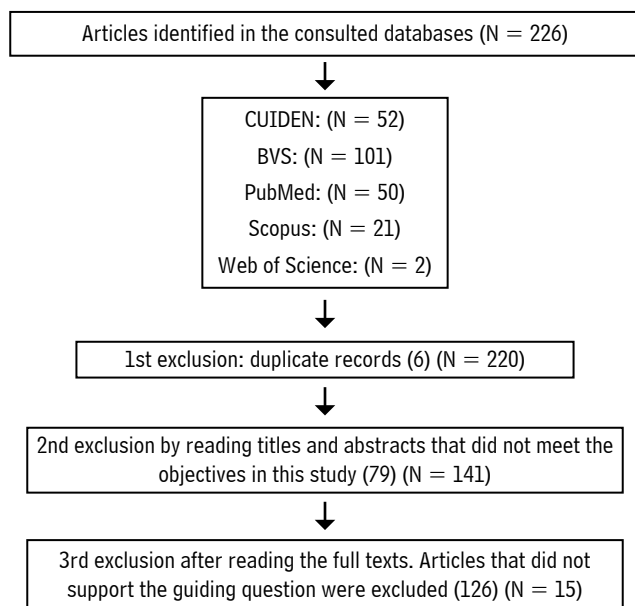 Articles identified in the consulted databases (N = 226)
CUIDEN: (N = 52)
BVS: (N = 101)
PubMed: (N = 50)
Scopus: (N = 21)
Web of Science: (N = 2)
1st exclusion: duplicate records (6) (N = 220)
2nd exclusion by reading titles and abstracts that did not meet the
objectives in this study (79) (N = 141)
3rd exclusion after reading the full texts. Articles that did not
support the guiding question were excluded (126) (N = 15)